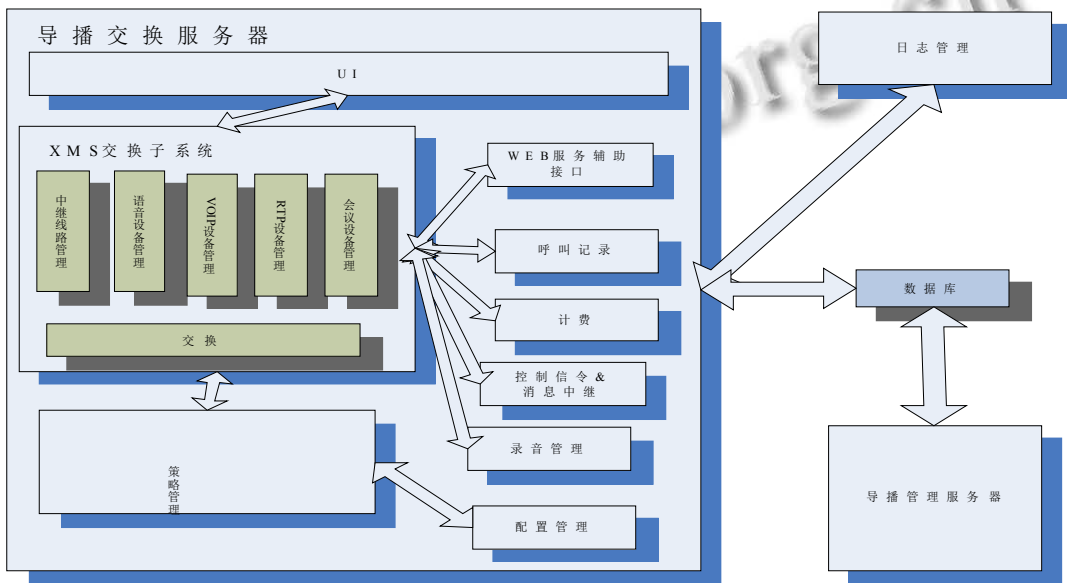 导播交换服务器
UI
XMS交换子系统
中继线路管理
语音设备管理
VOIP设备管理
RTP设备管理
会议设备管理
交换
策略管理
WEB服务辅助
接口
呼叫记录
计费
控制信令&
消息中继
录音管理
配置管理
日志管理
数据库
导播管理服务器